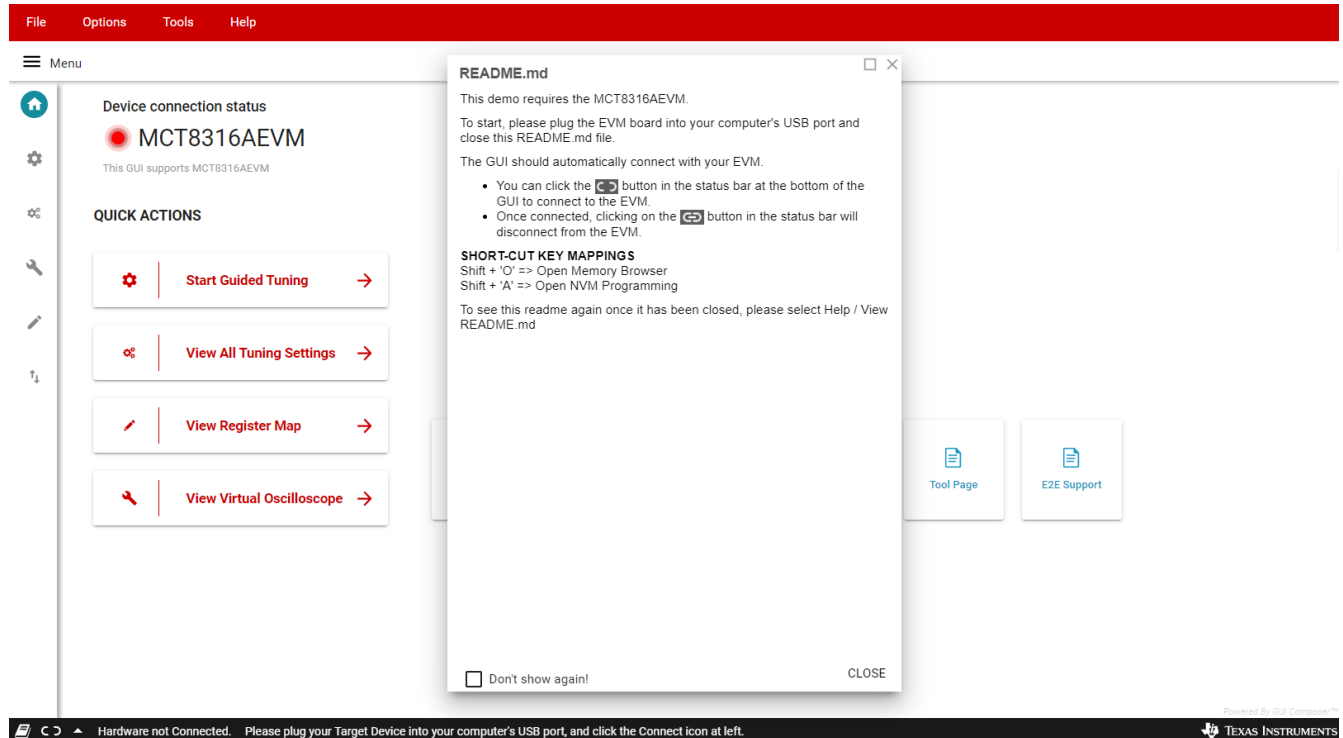 File Options Tools Help
Menu
Device connection status
MCT8316AEVM
This GUI supports MCT8316AEVM
QUICK ACTIONS
Start Guided Tuning
View All Tuning Settings
View Register Map
View Virtual Oscilloscope
README.md
This demo requires the MCT8316AEVM.
To start, please plug the EVM board into your computer's USB port and
close this README.md file.
The GUI should automatically connect with your EVM.
You can click the button in the status bar at the bottom of the
GUI to connect to the EVM.
Once connected, clicking on the button in the status bar will
disconnect from the EVM.
SHORT-CUT KEY MAPPINGS
Shift + 'O' => Open Memory Browser
Shift + 'A' => Open NVM Programming
To see this readme again once it has been closed, please select Help / View
README.md
Don't show again!
CLOSE
Tool Page
E2E Support
Powered By GUI Composer™
Hardware not Connected. Please plug your Target Device into your computer's USB port, and click the Connect icon at left.
TEXAS INSTRUMENTS